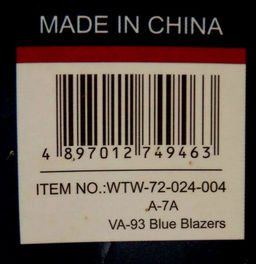 MADE IN CHINA
4 897012 749463
ITEM NO.:WTW-72-024-004
A-7A
VA-93 Blue Blazers